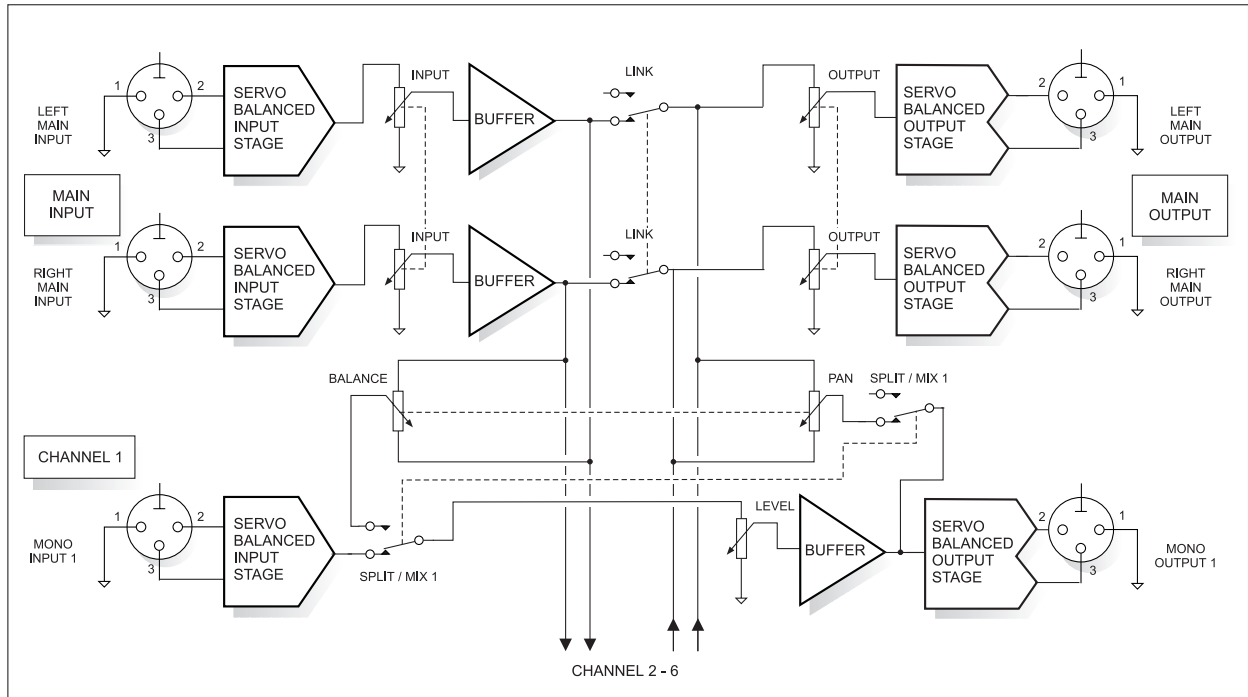 LEFT
MAIN
INPUT
1
2
3
SERVO
BALANCED
INPUT
STAGE
INPUT
BUFFER
LINK
OUTPUT
SERVO
BALANCED
OUTPUT
STAGE
2
1
3
LEFT
MAIN
OUTPUT
MAIN
INPUT
MAIN
OUTPUT
RIGHT
MAIN
INPUT
1
2
3
SERVO
BALANCED
INPUT
STAGE
INPUT
BUFFER
LINK
OUTPUT
SERVO
BALANCED
OUTPUT
STAGE
2
1
3
RIGHT
MAIN
OUTPUT
BALANCE
PAN
SPLIT / MIX 1
CHANNEL 1
MONO
INPUT 1
1
2
3
SERVO
BALANCED
INPUT
STAGE
SPLIT / MIX 1
LEVEL
BUFFER
SERVO
BALANCED
OUTPUT
STAGE
2
1
3
MONO
OUTPUT 1
CHANNEL 2 - 6